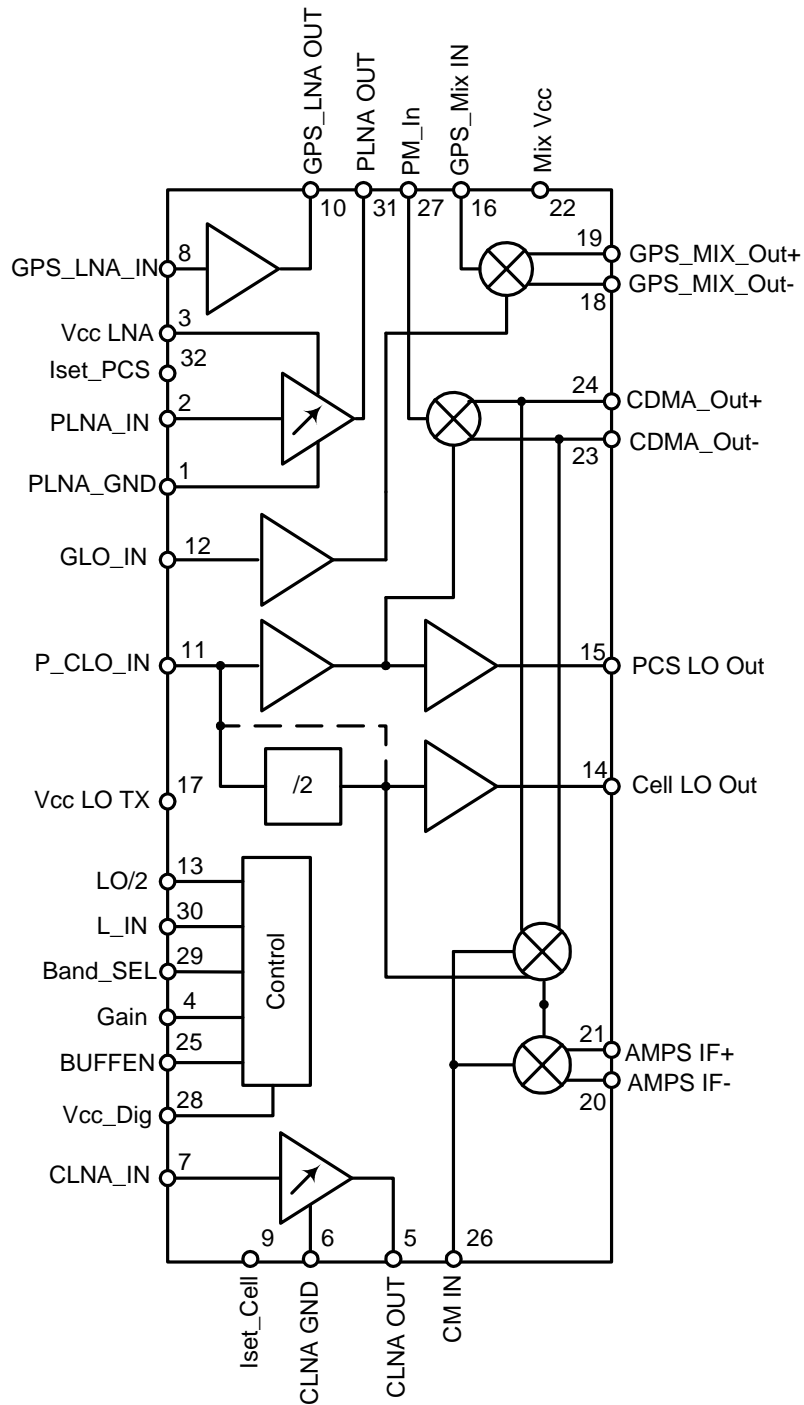 GPS_LNA OUT
PLNA OUT
PM_In
GPS_Mix IN
Mix Vcc
10
31
27
16
22
GPS_LNA_IN
8
19
GPS_MIX_Out+
18
GPS_MIX_Out-
Vcc LNA
3
Iset_PCS
32
PLNA_IN
2
24
CDMA_Out+
23
CDMA_Out-
PLNA_GND
1
GLO_IN
12
P_CLO_IN
11
15
PCS LO Out
/2
14
Cell LO Out
Vcc LO TX
17
LO/2
13
L_IN
30
Band_SEL
29
Gain
4
BUFFEN
25
Vcc_Dig
28
Control
21
AMPS IF+
20
AMPS IF-
CLNA_IN
7
9
6
5
26
Iset_Cell
CLNA GND
CLNA OUT
CM IN